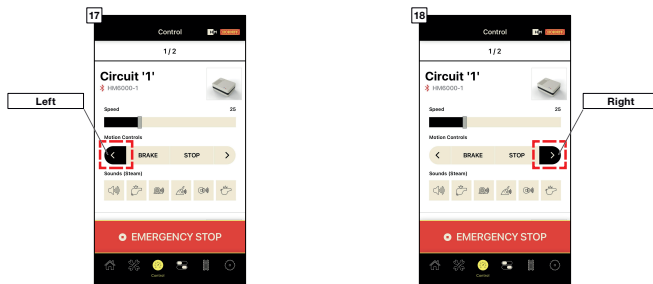 17
Control
1/2
Circuit '1'
HM6000-1
Speed
25
Motion Controls
BRAKE
STOP
Sounds (Steam)
EMERGENCY STOP
Control
Left
18
Control
1/2
Circuit '1'
HM6000-1
Speed
25
Motion Controls
BRAKE
STOP
Sounds (Steam)
EMERGENCY STOP
Control
Right